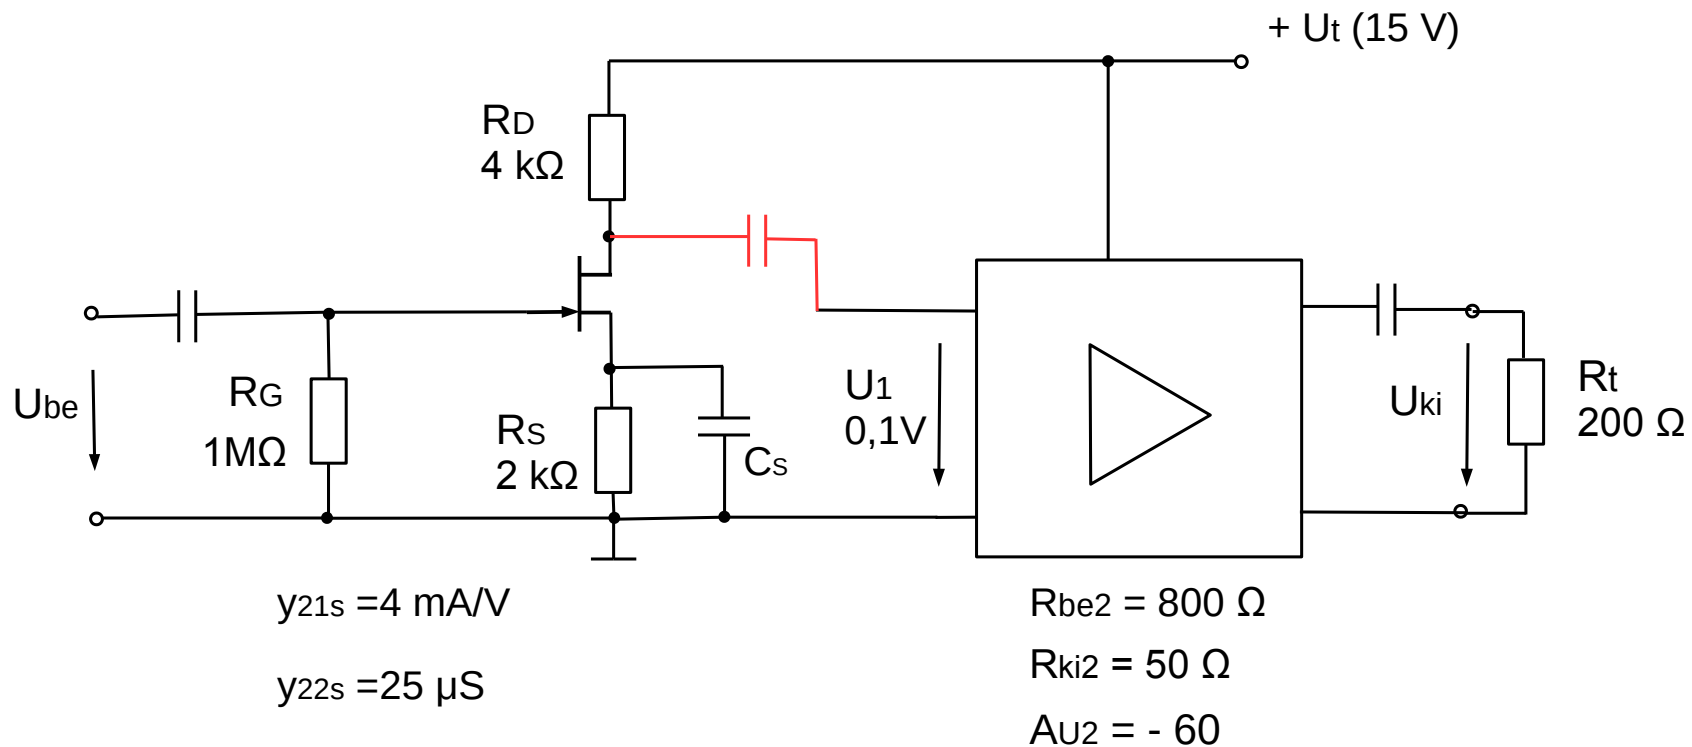 + Ut (15 V)
RD
4 kΩ
RG
1MΩ
Ube
RS
2 kΩ
CS
U1
0,1V
Uki
Rt
200 Ω
y21s =4 mA/V
y22s =25 μS
Rbe2 = 800 Ω
Rki2 = 50 Ω
AU2 = - 60